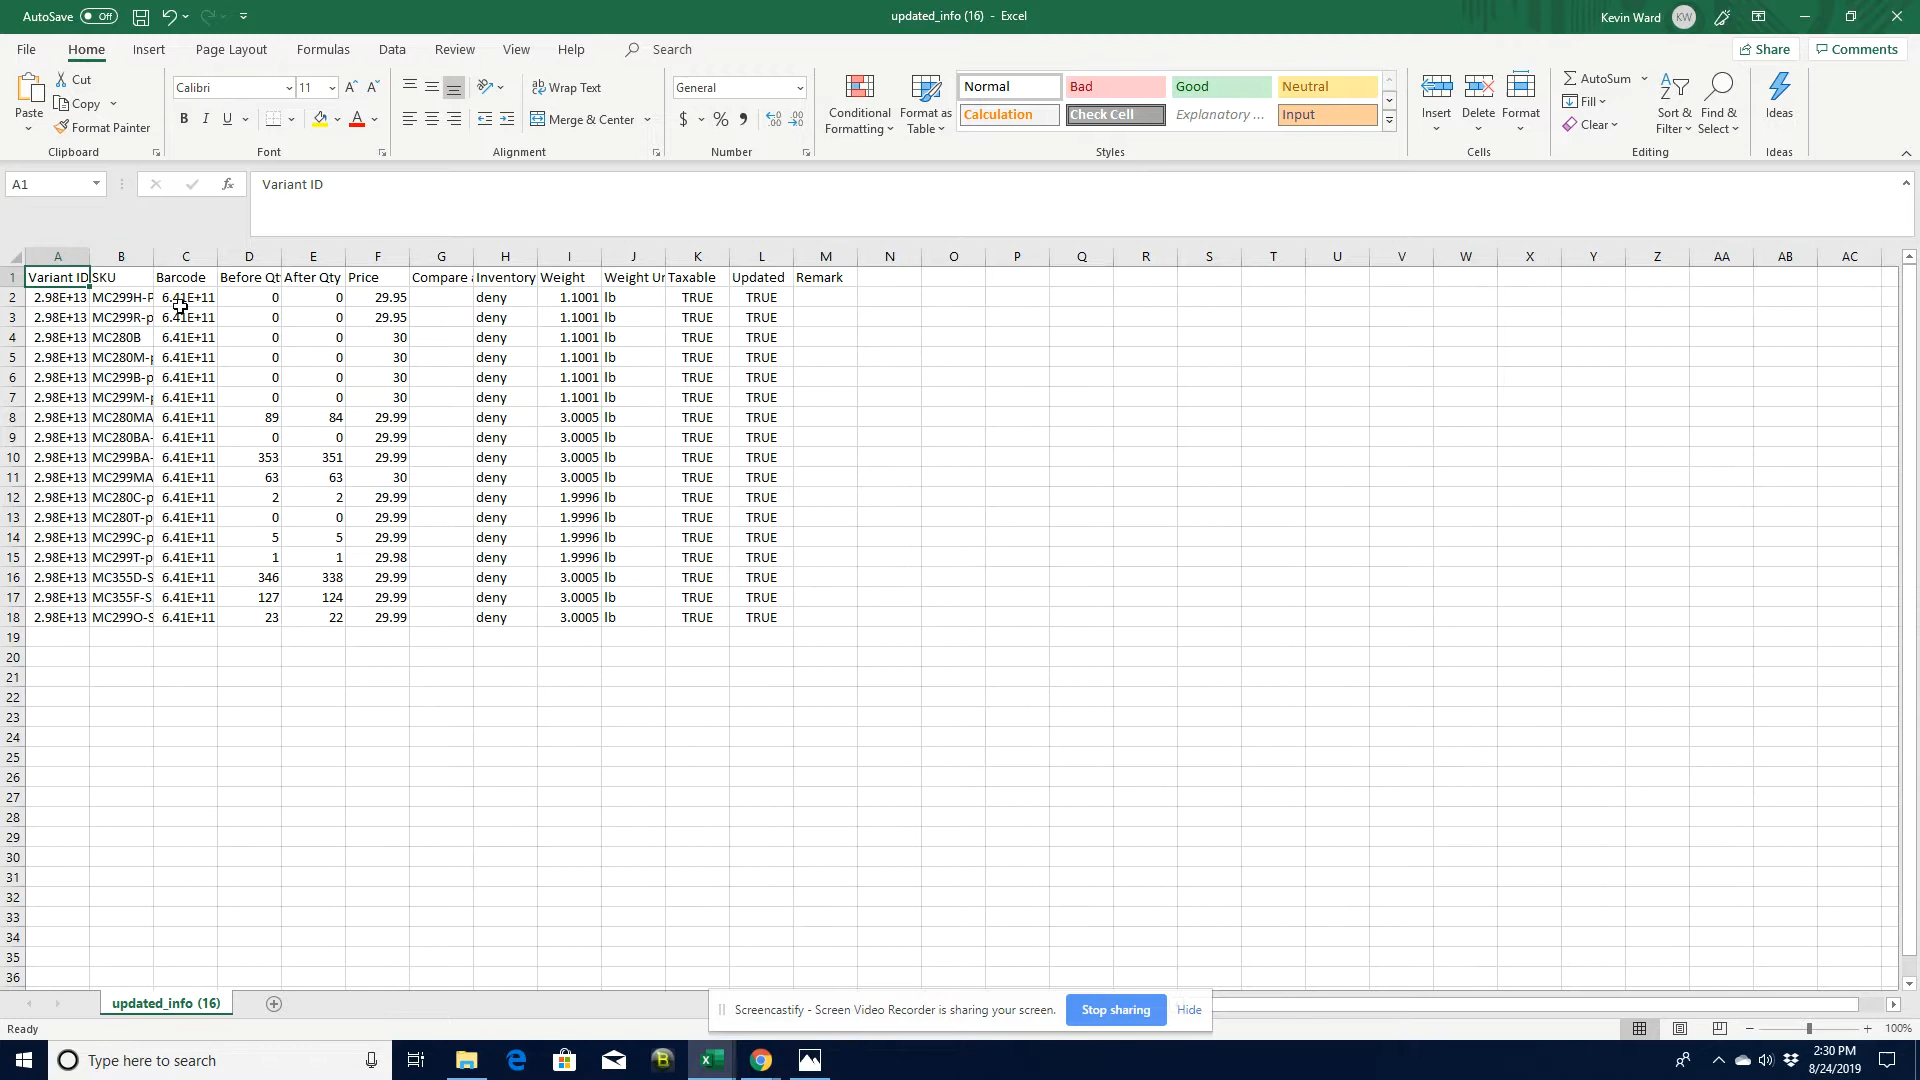 AutoSave Off updated_info (16) - Excel Kevin Ward KW
File Home Insert Page Layout Formulas Data Review View Help Search Share Comments
Paste Cut Copy Format Painter Clipboard
Calibri 11 B I U A Font
Wrap Text Merge & Center Alignment
General $ % Number
Conditional Formatting Format as Table Normal Bad Good Neutral Calculation Check Cell Explanatory ... Input Styles
Insert Delete Format Cells
AutoSum Fill Clear Sort & Filter Find & Select Editing
Ideas Ideas
A1 fx Variant ID
A B C D E F G H I J K L M N O P Q R S T U V W X Y Z AA AB AC
1 Variant ID SKU Barcode Before Qt After Qty Price Compare Inventory Weight Weight Ur Taxable Updated Remark
2 2.98E+13 MC299H-P 6.41E+11 0 0 29.95 deny 1.1001 lb TRUE TRUE
3 2.98E+13 MC299R-p 6.41E+11 0 0 29.95 deny 1.1001 lb TRUE TRUE
4 2.98E+13 MC280B 6.41E+11 0 0 30 deny 1.1001 lb TRUE TRUE
5 2.98E+13 MC280M-p 6.41E+11 0 0 30 deny 1.1001 lb TRUE TRUE
6 2.98E+13 MC299B-p 6.41E+11 0 0 30 deny 1.1001 lb TRUE TRUE
7 2.98E+13 MC299M-p 6.41E+11 0 0 30 deny 1.1001 lb TRUE TRUE
8 2.98E+13 MC280MA 6.41E+11 89 84 29.99 deny 3.0005 lb TRUE TRUE
9 2.98E+13 MC280BA- 6.41E+11 0 0 29.99 deny 3.0005 lb TRUE TRUE
10 2.98E+13 MC299BA- 6.41E+11 353 351 29.99 deny 3.0005 lb TRUE TRUE
11 2.98E+13 MC299MA 6.41E+11 63 63 30 deny 3.0005 lb TRUE TRUE
12 2.98E+13 MC280C-p 6.41E+11 2 2 29.99 deny 1.9996 lb TRUE TRUE
13 2.98E+13 MC280T-p 6.41E+11 0 0 29.99 deny 1.9996 lb TRUE TRUE
14 2.98E+13 MC299C-p 6.41E+11 5 5 29.99 deny 1.9996 lb TRUE TRUE
15 2.98E+13 MC299T-p 6.41E+11 1 1 29.98 deny 1.9996 lb TRUE TRUE
16 2.98E+13 MC355D-S 6.41E+11 346 338 29.99 deny 3.0005 lb TRUE TRUE
17 2.98E+13 MC355F-S 6.41E+11 127 124 29.99 deny 3.0005 lb TRUE TRUE
18 2.98E+13 MC299O-S 6.41E+11 23 22 29.99 deny 3.0005 lb TRUE TRUE
19
20
21
22
23
24
25
26
27
28
29
30
31
32
33
34
35
36
updated_info (16)
Screencastify - Screen Video Recorder is sharing your screen. Stop sharing Hide
Ready 100%
Type here to search
2:30 PM
8/24/2019